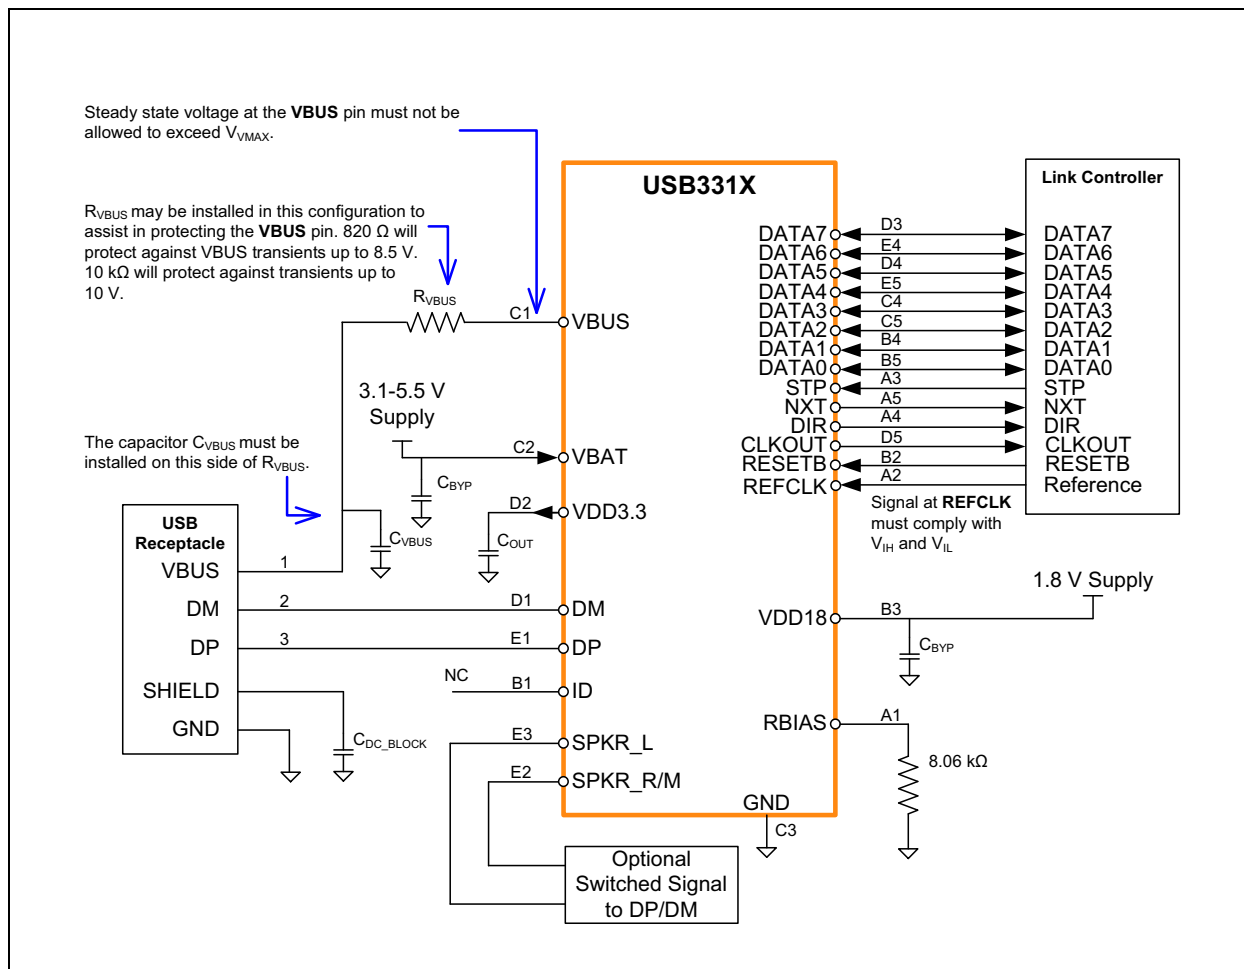 Steady state voltage at the VBUS pin must not be
allowed to exceed VVMAX.
RVBUS may be installed in this configuration to
assist in protecting the VBUS pin. 820 Ω will
protect against VBUS transients up to 8.5 V.
10 kΩ will protect against transients up to
10 V.
RVBUS
C1
VBUS
3.1-5.5 V
Supply
The capacitor CVBUS must be
installed on this side of RVBUS.
C2
VBAT
CBYP
D2
VDD3.3
COUT
CVBUS
USB
Receptacle
VBUS
1
DM
2
D1
DM
DP
3
E1
DP
NC
B1
ID
SHIELD
GND
CDC_BLOCK
E3
SPKR_L
E2
SPKR_R/M
USB331X
Link Controller
DATA7
D3
DATA7
DATA6
E4
DATA6
DATA5
D4
DATA5
DATA4
E5
DATA4
DATA3
C4
DATA3
DATA2
C5
DATA2
DATA1
B4
DATA1
DATA0
B5
DATA0
STP
A3
STP
NXT
A5
NXT
DIR
A4
DIR
CLKOUT
D5
CLKOUT
RESETB
B2
RESETB
REFCLK
A2
Reference
Signal at REFCLK
must comply with
VIH and VIL
1.8 V Supply
VDD18
B3
CBYP
RBIAS
A1
8.06 kΩ
GND
C3
Optional
Switched Signal
to DP/DM